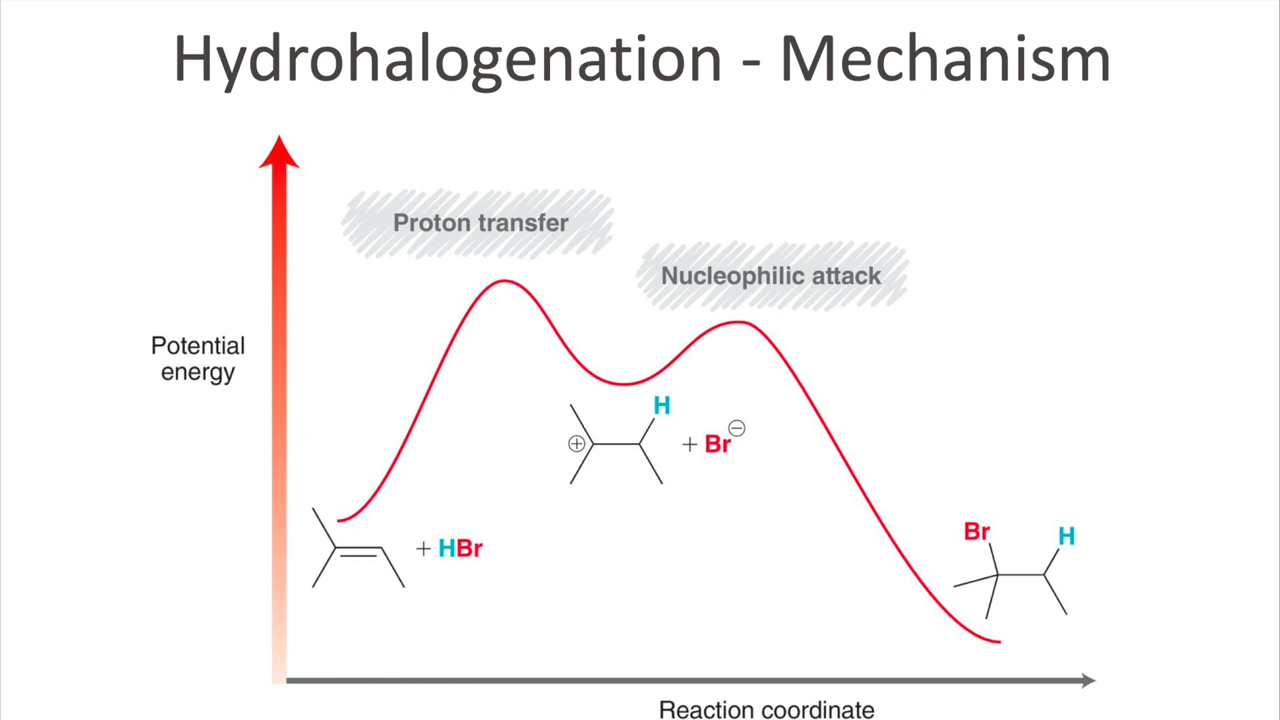 Hydrohalogenation - Mechanism
Proton transfer
Nucleophilic attack
Potential
energy
H
⊕
+ Br⊖
+ HBr
Br
H
Reaction coordinate